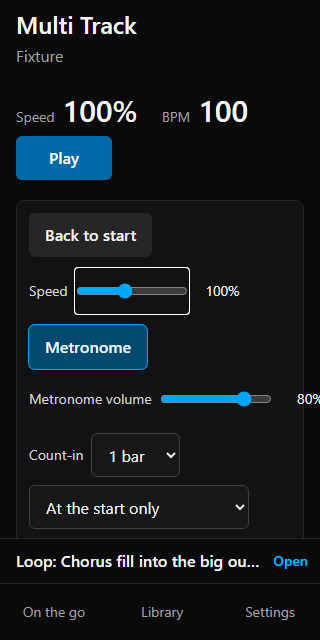 Multi Track
Fixture
Speed 100% BPM 100
Play
Back to start
Speed 100%
Metronome
Metronome volume 80%
Count-in 1 bar
At the start only
Loop: Chorus fill into the big ou... Open
On the go Library Settings